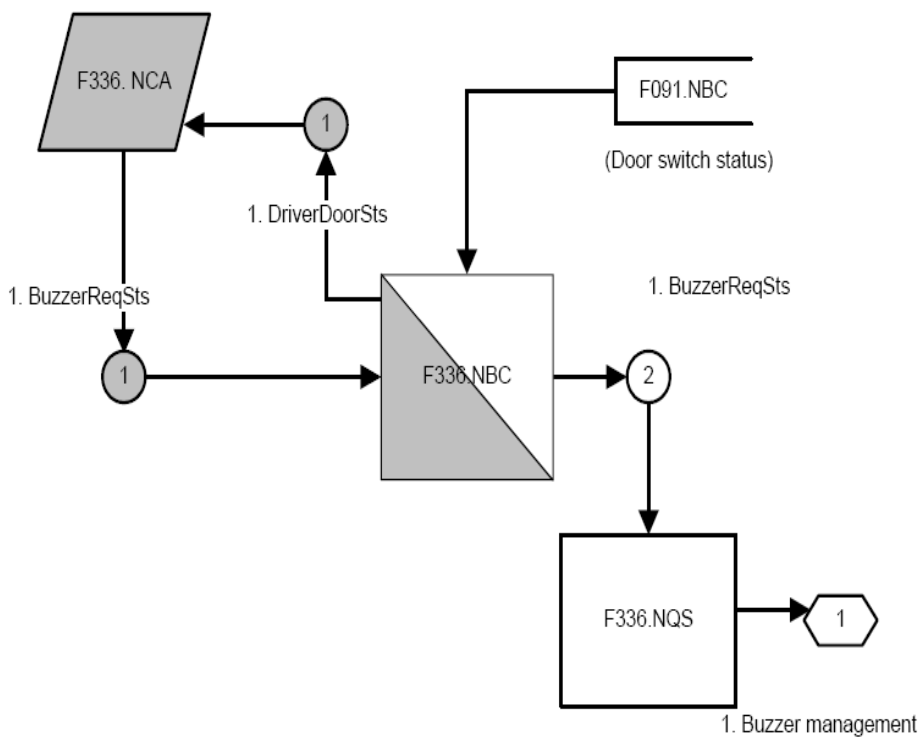 F336. NCA
F091.NBC
1
(Door switch status)
1. DriverDoorSts
1. BuzzerReqSts
1. BuzzerReqSts
1
F336.NBC
2
F336.NQS
1
1. Buzzer management